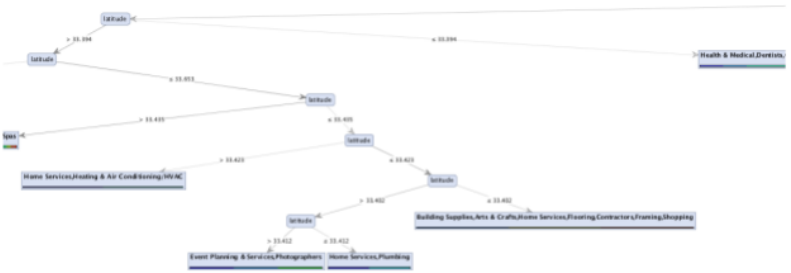 latitude
> 33.394
≤ 33.394
latitude
Health & Medical,Dentists,
≤ 33.453
latitude
> 33.435
≤ 33.435
Spas
latitude
> 33.423
≤ 33.423
Home Services,Heating & Air Conditioning/HVAC
latitude
> 33.402
≤ 33.402
latitude
Building Supplies,Arts & Crafts,Home Services,Flooring,Contractors,Framing,Shopping
> 33.412
≤ 33.412
Event Planning & Services,Photographers
Home Services,Plumbing